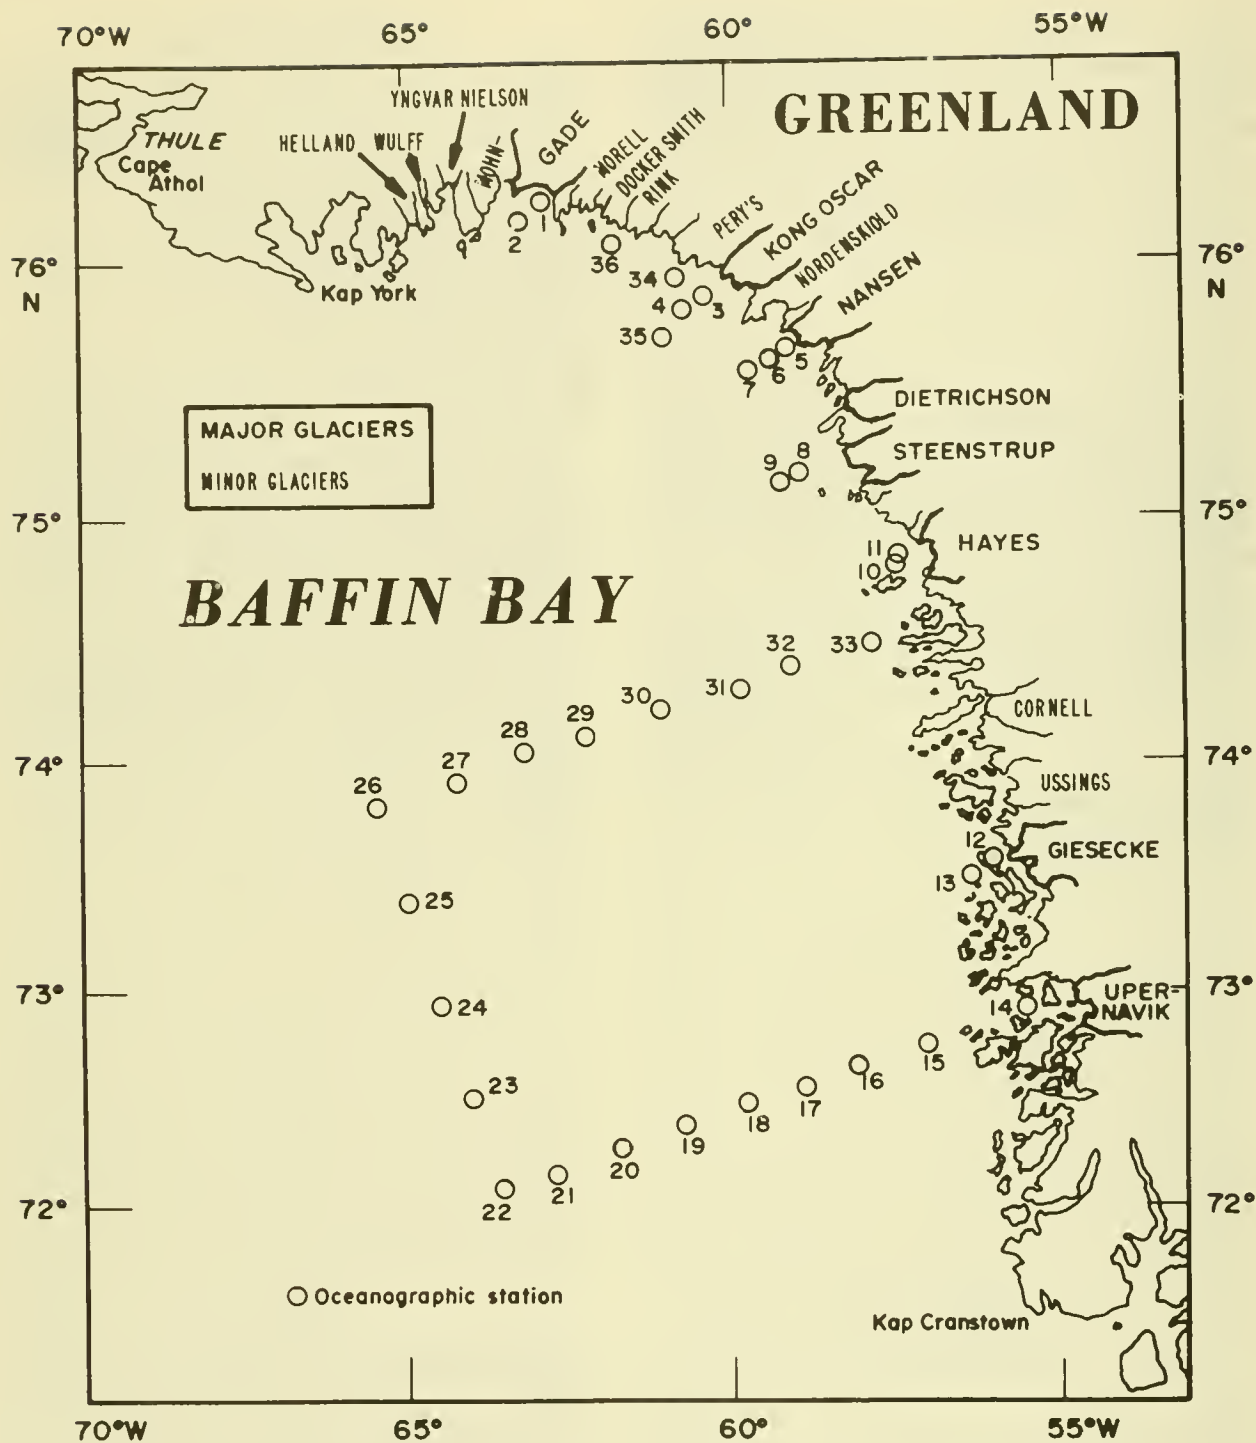 70°W 65° 60° 55°W
GREENLAND
YNGVAR NIELSON
THULE
HELLAND WULFF
MOHN-
GADE
MORELL
DOCKER SMITH
RINK
Cape
Athol
PERY'S
KONG OSCAR
NORDENSKIOLD
NANSEN
1
2
36
76°
N
76°
N
Kap York
34
4
3
35
5
6
7
DIETRICHSON
MAJOR GLACIERS
MINOR GLACIERS
STEENSTRUP
8
9
75°
75°
HAYES
11
10
BAFFIN BAY
33
32
31
30
29
28
27
26
CORNELL
74°
74°
USSINGS
12
GIESECKE
13
25
73°
73°
UPER-
NAVIK
14
24
15
16
17
23
18
19
20
21
22
72°
72°
Oceanographic station
Kap Cranstown
70°W 65° 60° 55°W